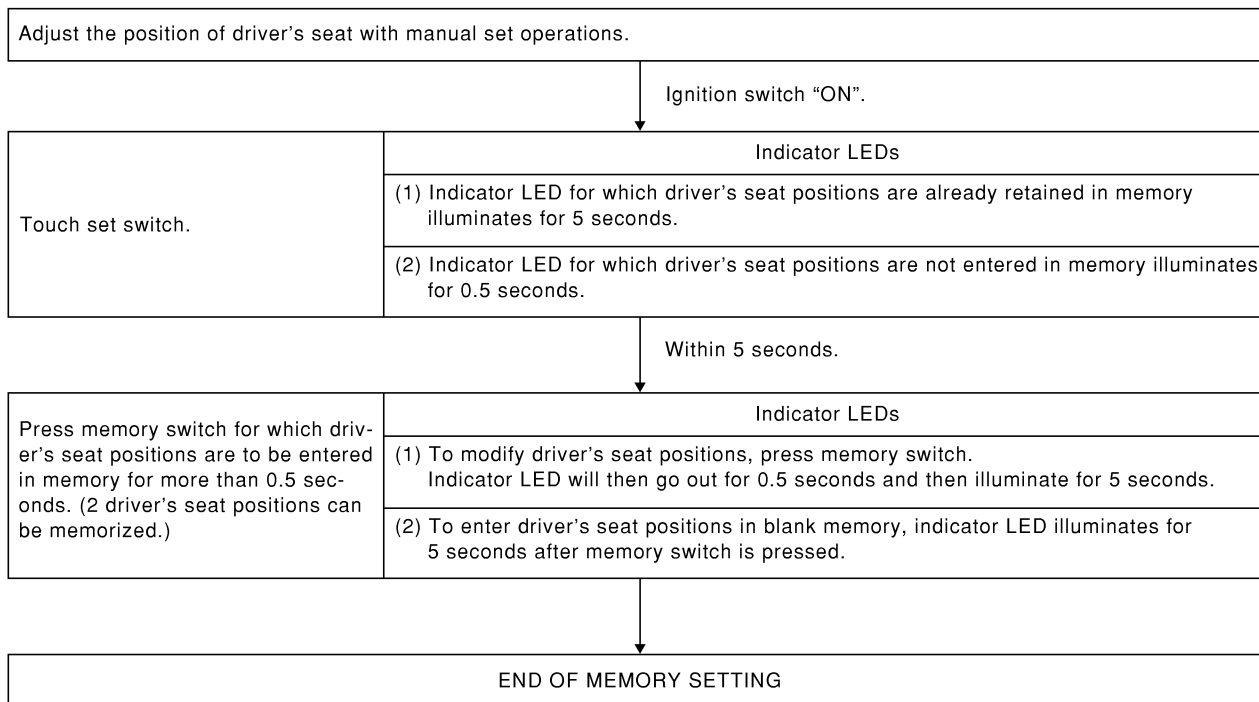 Adjust the position of driver's seat with manual set operations.
Ignition switch “ON”.
Touch set switch.
Indicator LEDs
(1) Indicator LED for which driver's seat positions are already retained in memory
illuminates for 5 seconds.
(2) Indicator LED for which driver's seat positions are not entered in memory illuminates
for 0.5 seconds.
Within 5 seconds.
Press memory switch for which driv-
er's seat positions are to be entered
in memory for more than 0.5 sec-
onds. (2 driver's seat positions can
be memorized.)
Indicator LEDs
(1) To modify driver's seat positions, press memory switch.
Indicator LED will then go out for 0.5 seconds and then illuminate for 5 seconds.
(2) To enter driver's seat positions in blank memory, indicator LED illuminates for
5 seconds after memory switch is pressed.
END OF MEMORY SETTING